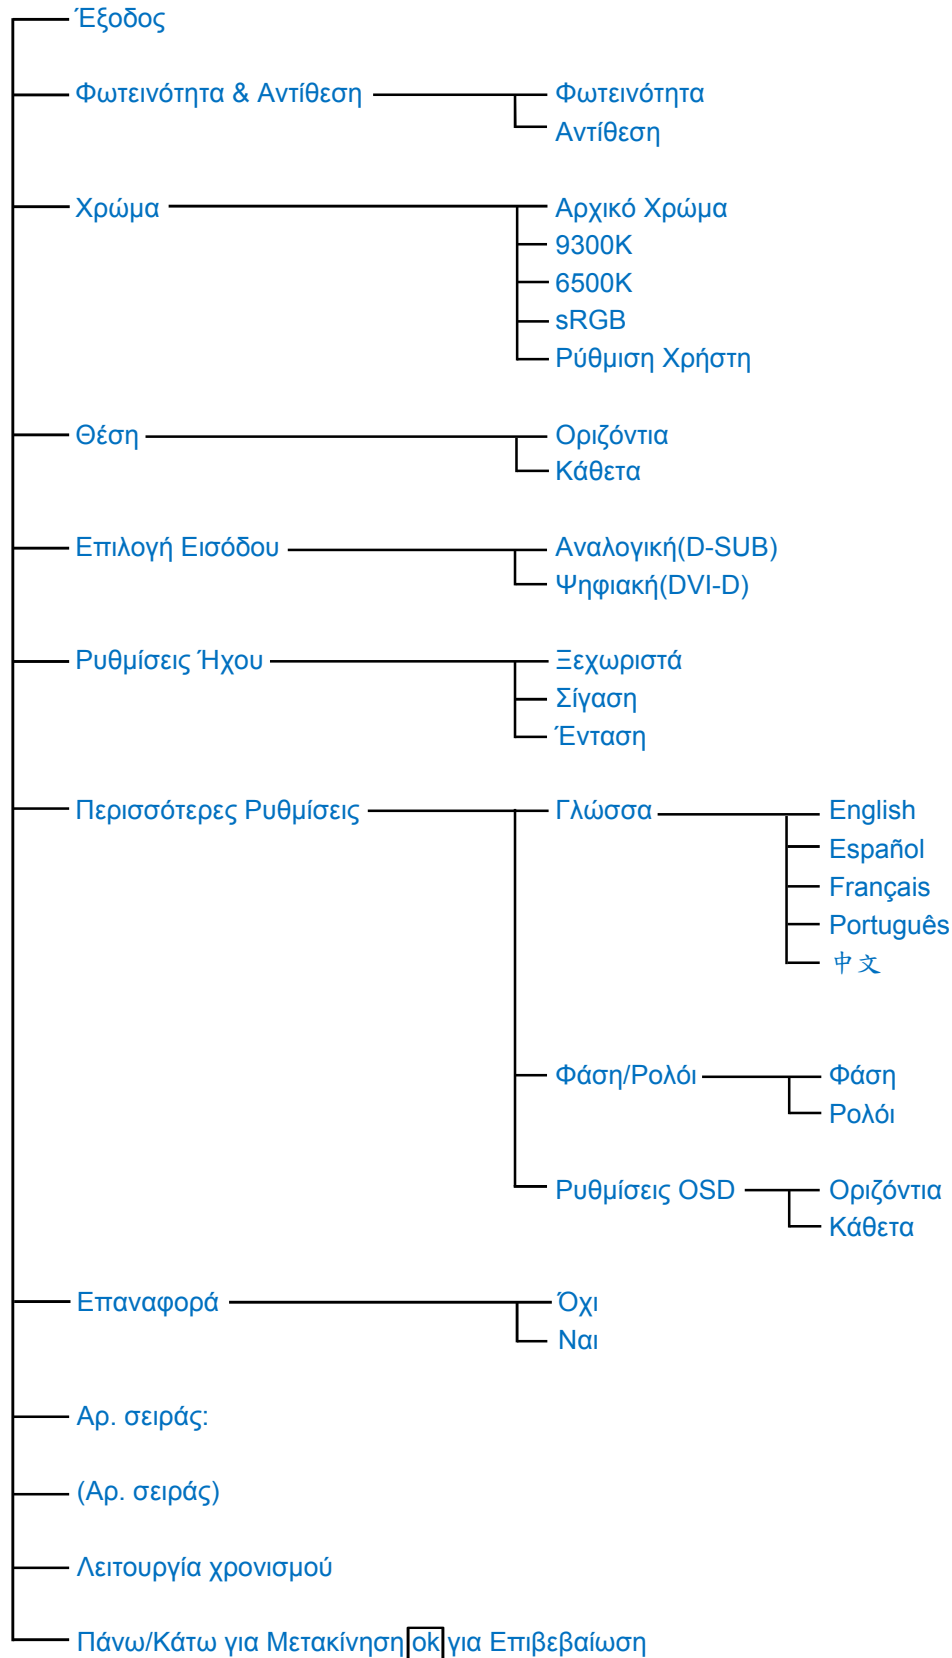 Έξοδος
Φωτεινότητα & Αντίθεση
Φωτεινότητα
Αντίθεση
Χρώμα
Αρχικό Χρώμα
9300K
6500K
sRGB
Ρύθμιση Χρήστη
Θέση
Οριζόντια
Κάθετα
Επιλογή Εισόδου
Αναλογική(D-SUB)
Ψηφιακή(DVI-D)
Ρυθμίσεις Ήχου
Ξεχωριστά
Σίγαση
Ένταση
Περισσότερες Ρυθμίσεις
Γλώσσα
English
Español
Français
Português
中文
Φάση/Ρολόι
Φάση
Ρολόι
Ρυθμίσεις OSD
Οριζόντια
Κάθετα
Επαναφορά
Όχι
Ναι
Αρ. σειράς:
(Αρ. σειράς)
Λειτουργία χρονισμού
Πάνω/Κάτω για Μετακίνηση ok για Επιβεβαίωση